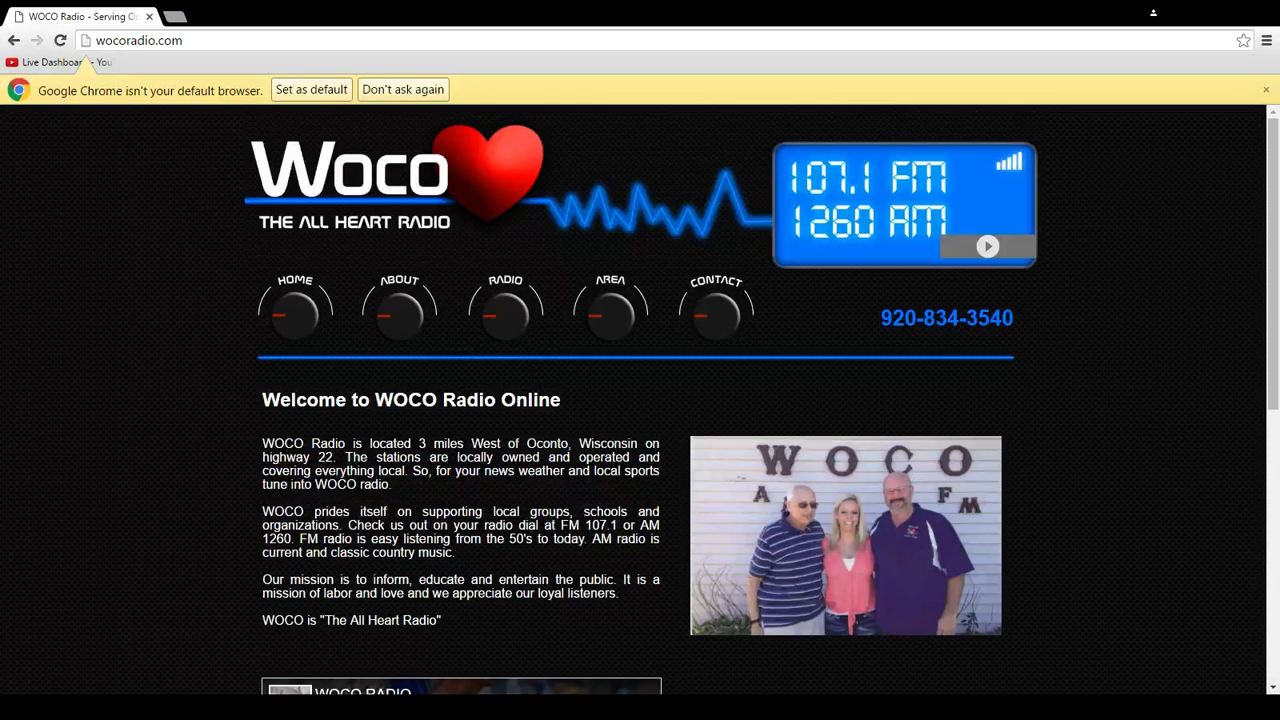 WOCO Radio - Serving Oc
wocoradio.com
Live Dashboard - You
Google Chrome isn't your default browser.
Set as default
Don't ask again
Woco
THE ALL HEART RADIO
107.1 FM
1260 AM
HOME
ABOUT
RADIO
AREA
CONTACT
920-834-3540
Welcome to WOCO Radio Online
WOCO Radio is located 3 miles West of Oconto, Wisconsin on
highway 22. The stations are locally owned and operated and
covering everything local. So, for your news weather and local sports
tune into WOCO radio.
WOCO prides itself on supporting local groups, schools and
organizations. Check us out on your radio dial at FM 107.1 or AM
1260. FM radio is easy listening from the 50's to today. AM radio is
current and classic country music.
Our mission is to inform, educate and entertain the public. It is a
mission of labor and love and we appreciate our loyal listeners.
WOCO is "The All Heart Radio"
W O C O
A FM
WOCO RADIO